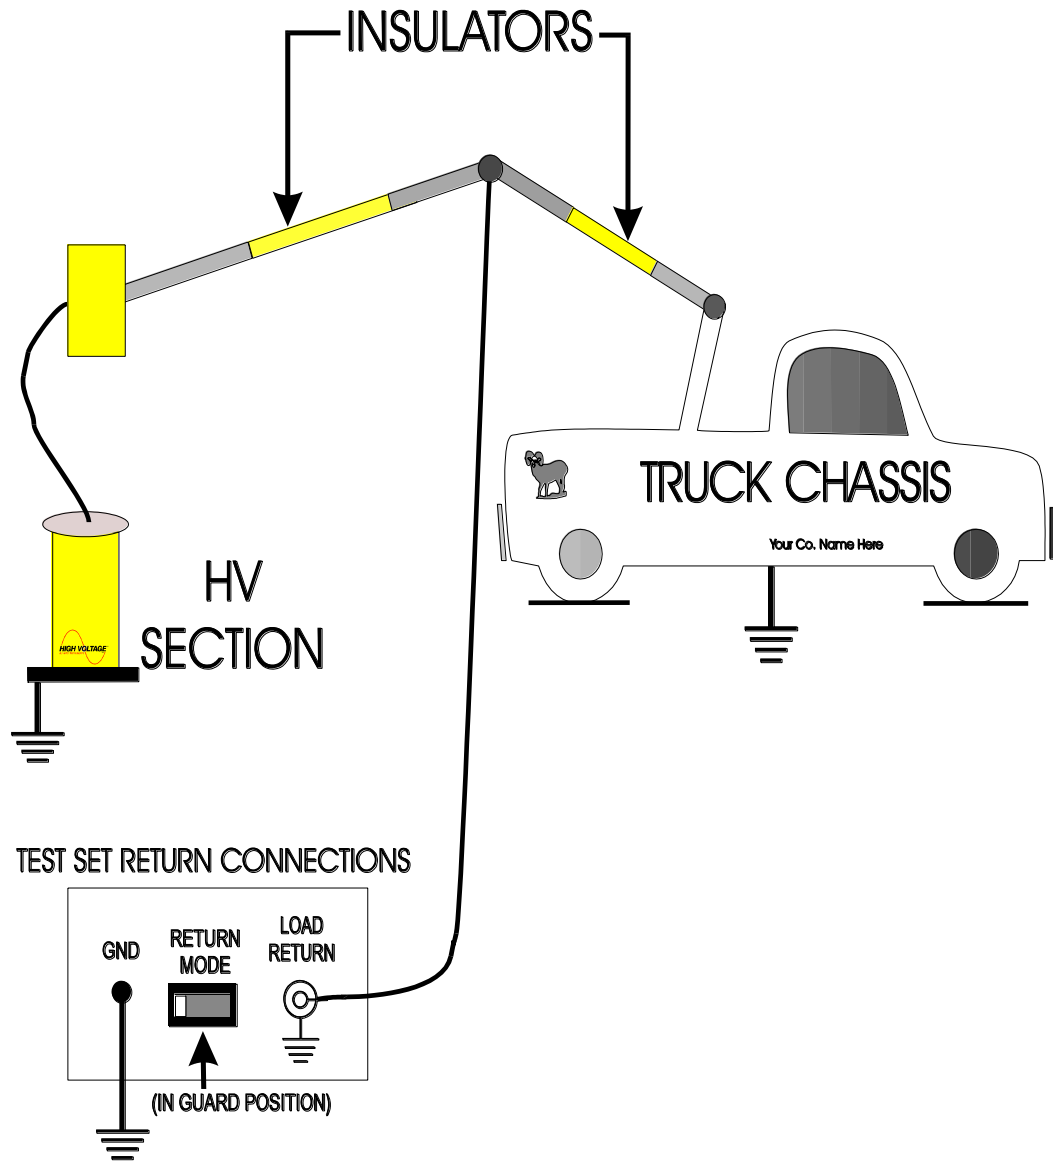 INSULATORS
TRUCK CHASSIS
Your Co. Name Here
HV
SECTION
HIGH VOLTAGE
TEST SET RETURN CONNECTIONS
GND
RETURN
MODE
LOAD
RETURN
(IN GUARD POSITION)